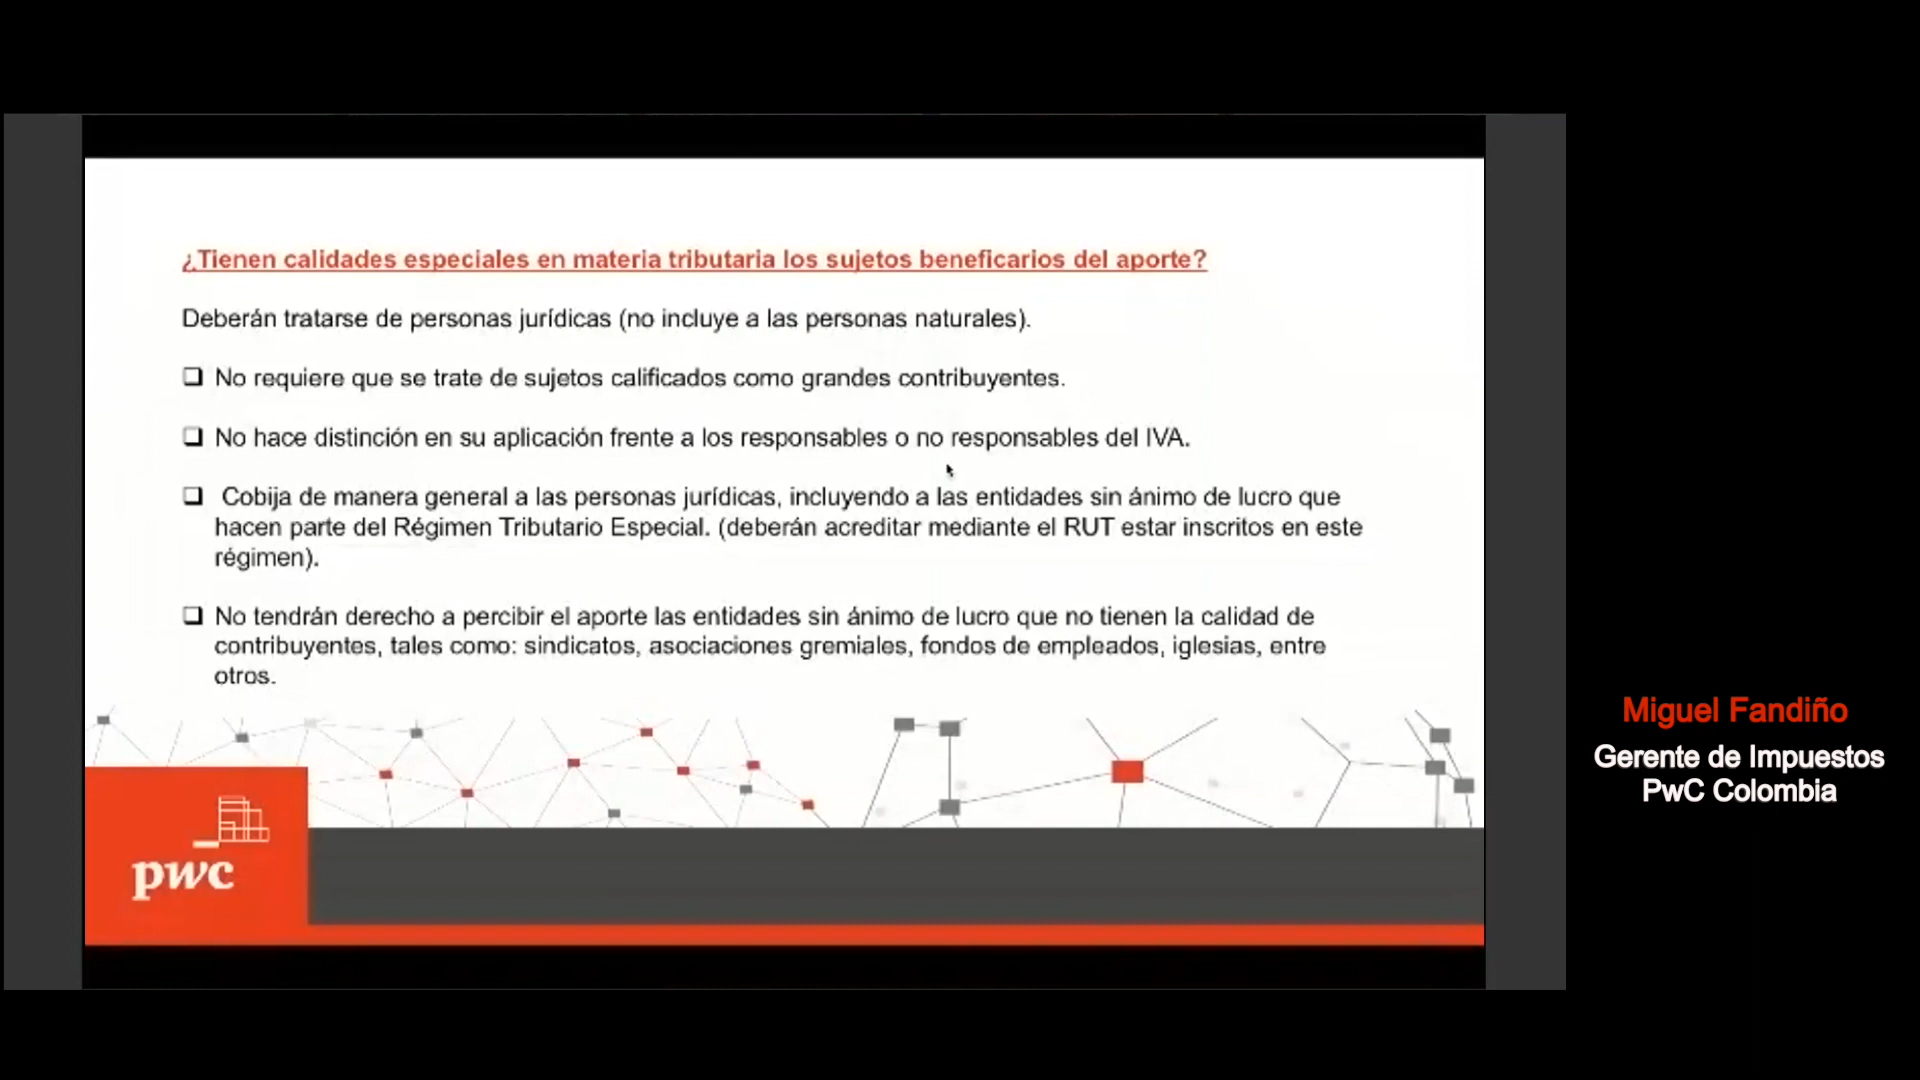 ¿Tienen calidades especiales en materia tributaria los sujetos beneficarios del aporte?
Deberán tratarse de personas jurídicas (no incluye a las personas naturales).
❑ No requiere que se trate de sujetos calificados como grandes contribuyentes.
❑ No hace distinción en su aplicación frente a los responsables o no responsables del IVA.
❑ Cobija de manera general a las personas jurídicas, incluyendo a las entidades sin ánimo de lucro que
hacen parte del Régimen Tributario Especial. (deberán acreditar mediante el RUT estar inscritos en este
régimen).
❑ No tendrán derecho a percibir el aporte las entidades sin ánimo de lucro que no tienen la calidad de
contribuyentes, tales como: sindicatos, asociaciones gremiales, fondos de empleados, iglesias, entre
otros.
pwc
Miguel Fandiño
Gerente de Impuestos
PwC Colombia